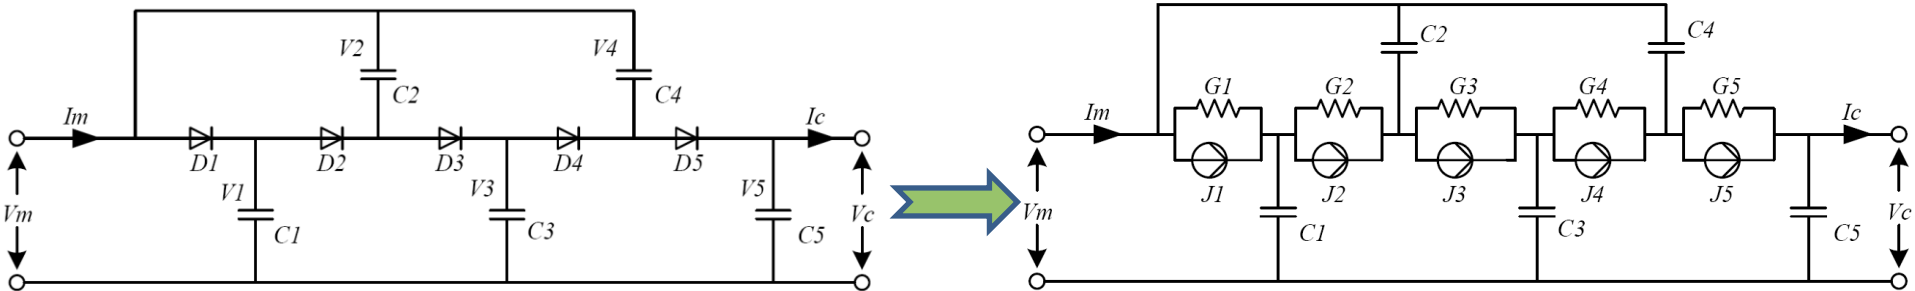 V2 V4
C2 C4
Im Ic
D1 D2 D3 D4 D5
V1 V3 V5
Vm Vc
C1 C3 C5
C2 C4
G1 G2 G3 G4 G5
Im Ic
J1 J2 J3 J4 J5
Vm Vc
C1 C3 C5